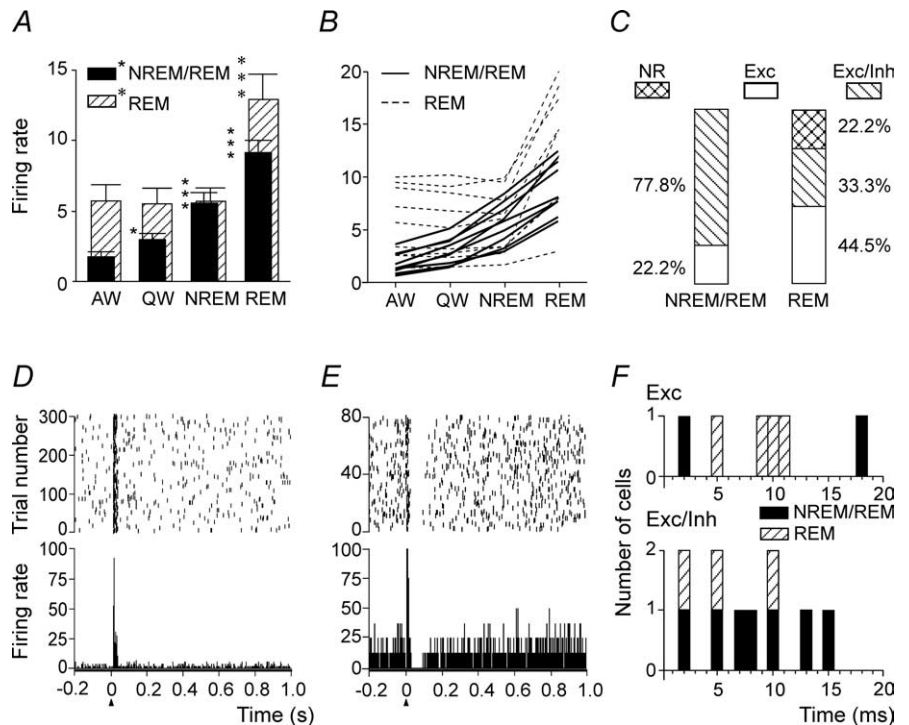 A
B
C
Firing rate
15
10
5
0
* NREM/REM
* REM
*
* * *
* * *
* * *
AW QW NREM REM
20
15
10
5
0
NREM/REM
REM
AW QW NREM REM
NR Exc Exc/Inh
77.8%
22.2%
22.2%
33.3%
44.5%
NREM/REM REM
D
E
F
Trial number
300
200
100
0
80
40
0
Firing rate
100
75
50
25
0
-0.2 0 0.2 0.4 0.6 0.8 1.0
Time (s)
100
75
50
25
0
-0.2 0 0.2 0.4 0.6 0.8 1.0
Time (s)
Number of cells
Exc
1
0
5 10 15 20
NREM/REM
REM
Exc/Inh
2
1
0
5 10 15 20
Time (ms)